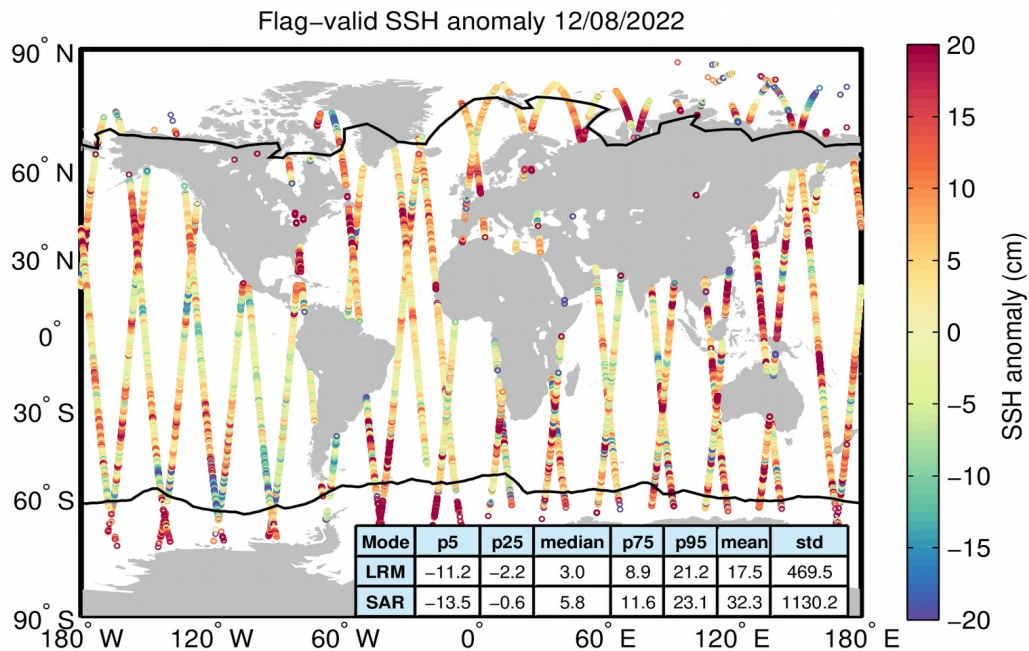 Flag−valid SSH anomaly 12/08/2022
90° N
60° N
30° N
0°
30° S
60° S
90° S
180° W 120° W 60° W 0° 60° E 120° E 180° E
Mode p5 p25 median p75 p95 mean std
LRM −11.2 −2.2 3.0 8.9 21.2 17.5 469.5
SAR −13.5 −0.6 5.8 11.6 23.1 32.3 1130.2
20
15
10
5
0
−5
−10
−15
−20
SSH anomaly (cm)